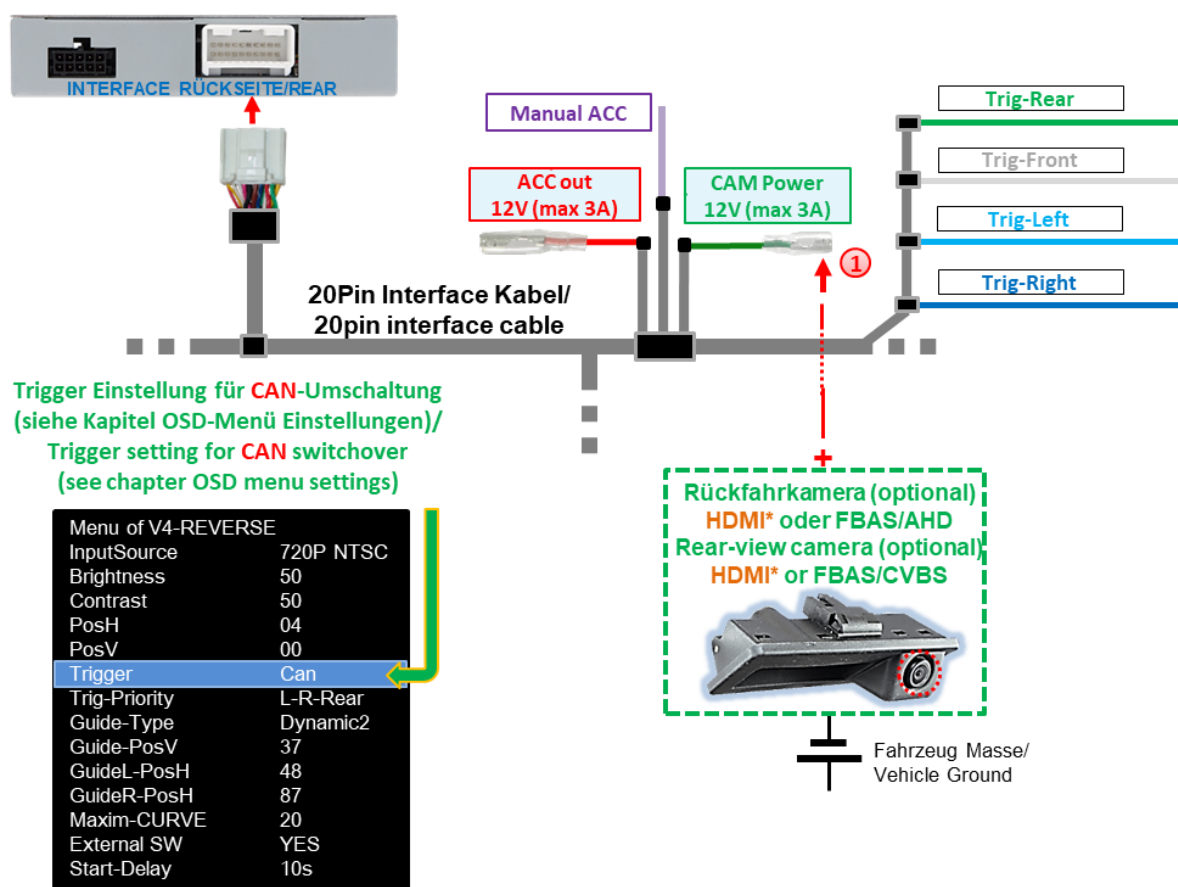 INTERFACE RÜCKSEITE/REAR
Manual ACC
ACC out
12V (max 3A)
CAM Power
12V (max 3A)
Trig-Rear
Trig-Front
Trig-Left
Trig-Right
1
20Pin Interface Kabel/
20pin interface cable
Trigger Einstellung für CAN-Umschaltung
(siehe Kapitel OSD-Menü Einstellungen)/
Trigger setting for CAN switchover
(see chapter OSD menu settings)
Menu of V4-REVERSE
InputSource 720P NTSC
Brightness 50
Contrast 50
PosH 04
PosV 00
Trigger Can
Trig-Priority L-R-Rear
Guide-Type Dynamic2
Guide-PosV 37
GuideL-PosH 48
GuideR-PosH 87
Maxim-CURVE 20
External SW YES
Start-Delay 10s
+
Rückfahrkamera (optional)
HDMI* oder FBAS/AHD
Rear-view camera (optional)
HDMI* or FBAS/CVBS
Fahrzeug Masse/
Vehicle Ground